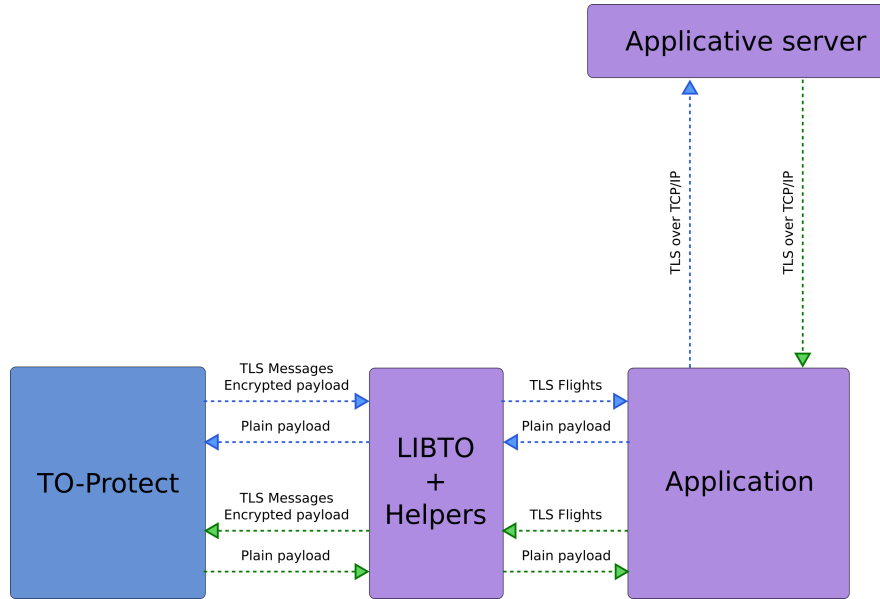 Applicative server
TLS over TCP/IP
TLS over TCP/IP
TLS Messages
Encrypted payload
TLS Flights
Plain payload
Plain payload
TO-Protect
LIBTO
+
Helpers
Application
TLS Messages
Encrypted payload
TLS Flights
Plain payload
Plain payload